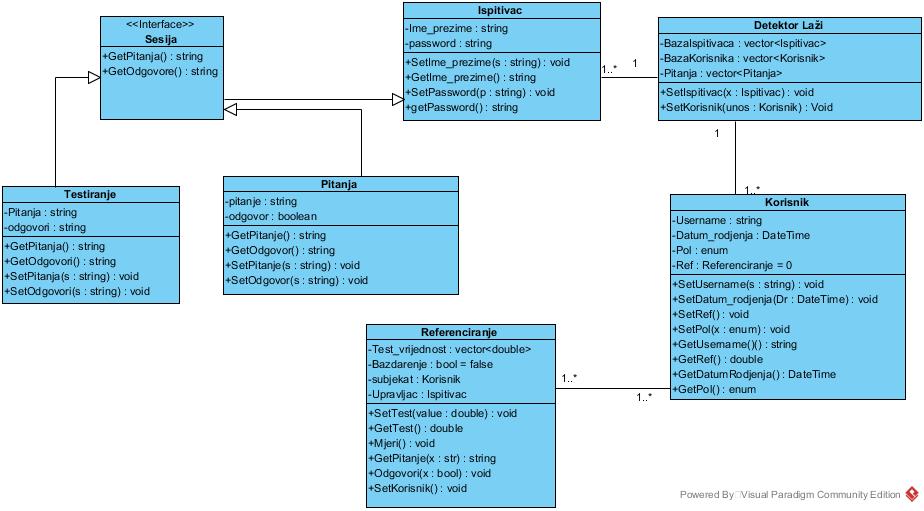 <<Interface>>
Sesija
+GetPitanja() : string
+GetOdgovore() : string
Ispitivac
-Ime_prezime : string
-password : string
+SetIme_prezime(s : string) : void
+GetIme_prezime() : string
+SetPassword(p : string) : void
+getPassword() : string
1..*
1
Detektor Laži
-BazaIspitivaca : vector<Ispitivac>
-BazaKorisnika : vector<Korisnik>
-Pitanja : vector<Pitanja>
+SetIspitivac(x : Ispitivac) : void
+SetKorisnik(unos : Korisnik) : Void
1
1..*
Testiranje
-Pitanja : string
-odgovori : string
+GetPitanja() : string
+GetOdgovori() : string
+SetPitanja(s : string) : void
+SetOdgovori(s : string) : void
Pitanja
-pitanje : string
-odgovor : boolean
+GetPitanje() : string
+GetOdgovor() : string
+SetPitanje(s : string) : void
+SetOdgovor(s : string) : void
Korisnik
-Username : string
-Datum_rodjenja : DateTime
-Pol : enum
-Ref : Referenciranje = 0
+SetUsername(s : string) : void
+SetDatum_rodjenja(Dr : DateTime) : void
+SetRef() : void
+SetPol(x : enum) : void
+GetUsername()() : string
+GetRef() : double
+GetDatumRodjenja() : DateTime
+GetPol() : enum
Referenciranje
-Test_vrijednost : vector<double>
-Bazdarenje : bool = false
-subjekat : Korisnik
-Upravljac : Ispitivac
+SetTest(value : double) : void
+GetTest() : double
+Mjeri() : void
+GetPitanje(x : str) : string
+Odgovori(x : bool) : void
+SetKorisnik() : void
1..*
1..*
Powered By Visual Paradigm Community Edition